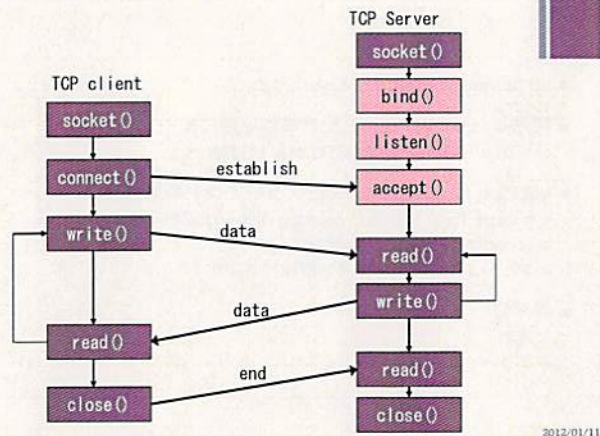 TCP Server
socket()
bind()
listen()
accept()
read()
write()
read()
close()
TCP client
socket()
connect()
write()
read()
close()
establish
data
data
end
2012/01/11